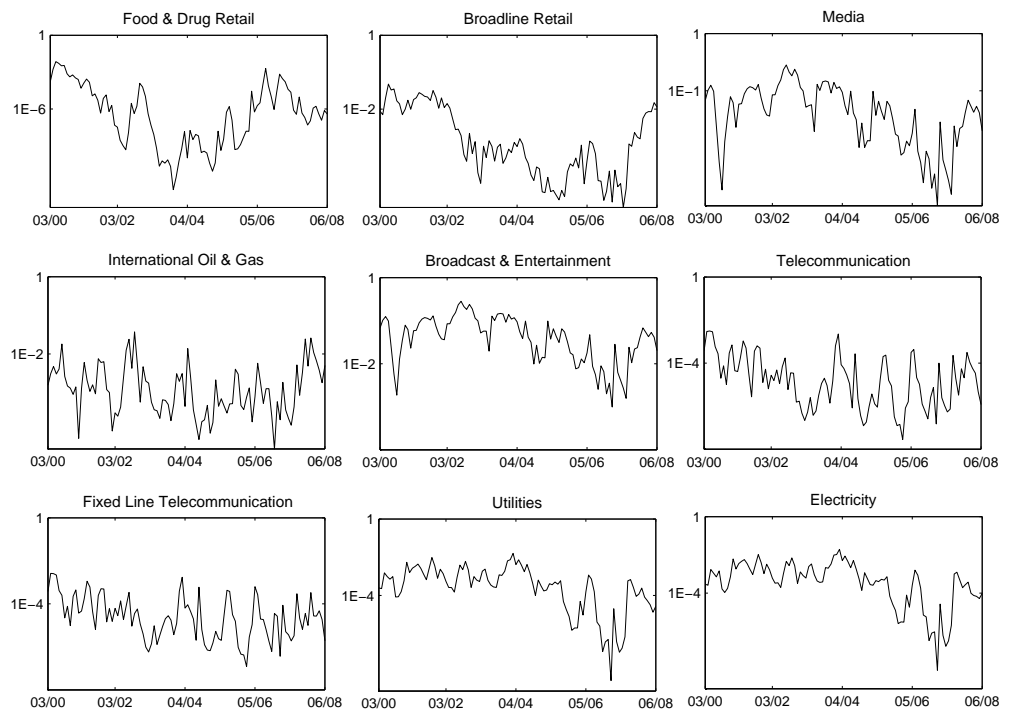 Food & Drug Retail
Broadline Retail
Media
1
1E−6
03/00 03/02 04/04 05/06 06/08
1
1E−2
03/00 03/02 04/04 05/06 06/08
1
1E−1
03/00 03/02 04/04 05/06 06/08
International Oil & Gas
Broadcast & Entertainment
Telecommunication
1
1E−2
03/00 03/02 04/04 05/06 06/08
1
1E−2
03/00 03/02 04/04 05/06 06/08
1
1E−4
03/00 03/02 04/04 05/06 06/08
Fixed Line Telecommunication
Utilities
Electricity
1
1E−4
03/00 03/02 04/04 05/06 06/08
1
1E−4
03/00 03/02 04/04 05/06 06/08
1
1E−4
03/00 03/02 04/04 05/06 06/08